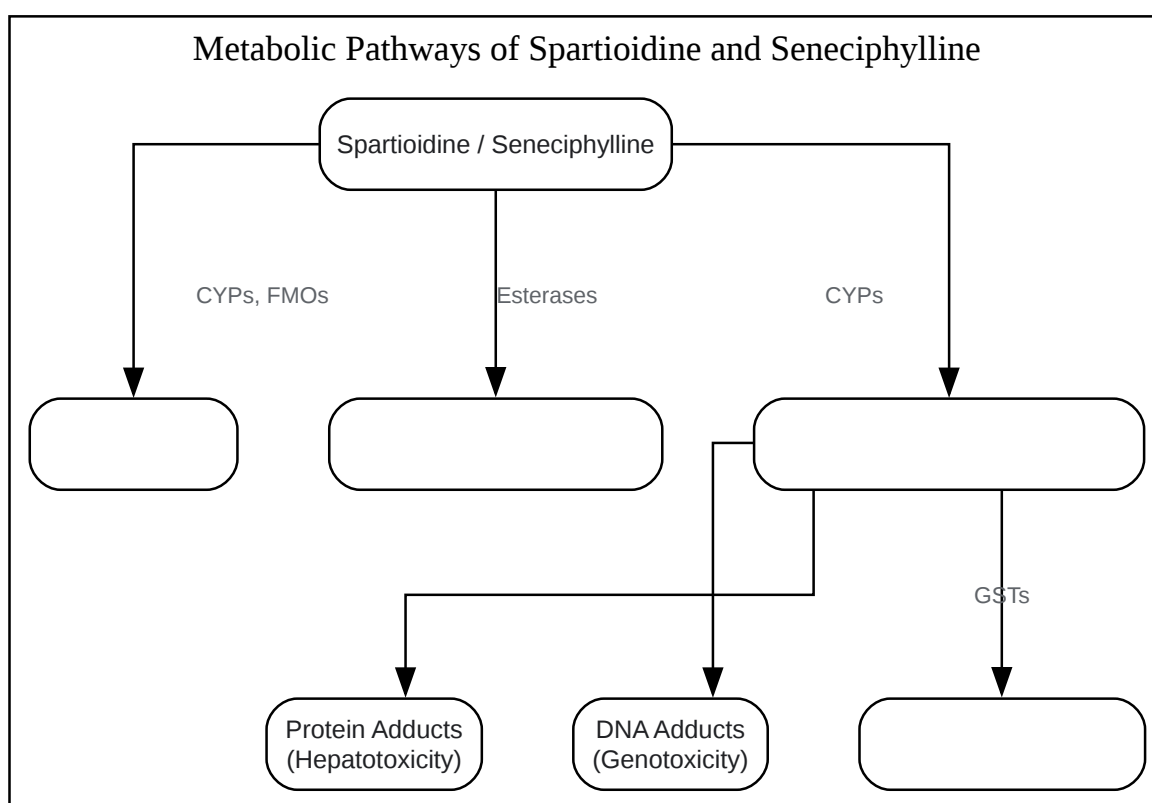 Metabolic Pathways of Spartioidine and Seneciphylline
Spartioidine / Seneciphylline
CYPs, FMOs
Esterases
CYPs
GSTs
Protein Adducts
(Hepatotoxicity)
DNA Adducts
(Genotoxicity)